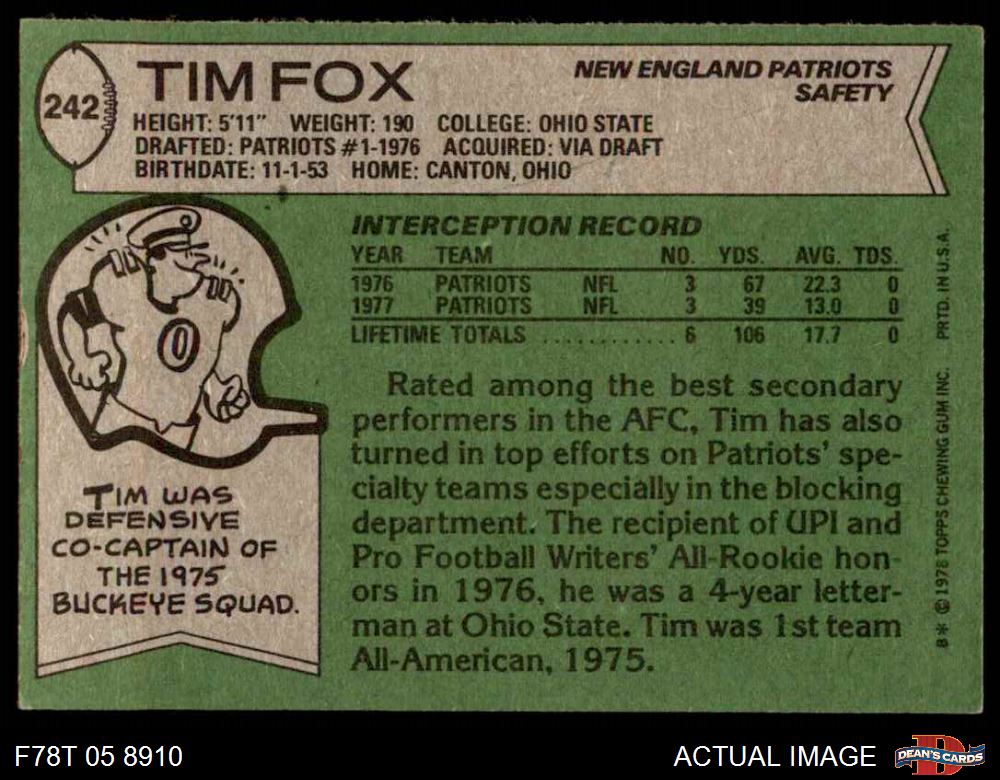 242
TIM FOX
NEW ENGLAND PATRIOTS
SAFETY
HEIGHT: 5'11" WEIGHT: 190 COLLEGE: OHIO STATE
DRAFTED: PATRIOTS #1-1976 ACQUIRED: VIA DRAFT
BIRTHDATE: 11-1-53 HOME: CANTON, OHIO
O
TIM WAS
DEFENSIVE
CO-CAPTAIN OF
THE 1975
BUCKEYE SQUAD.
INTERCEPTION RECORD
YEAR TEAM NO. YDS. AVG. TDS.
1976 PATRIOTS NFL 3 67 22.3 0
1977 PATRIOTS NFL 3 39 13.0 0
LIFETIME TOTALS ............ 6 106 17.7 0
Rated among the best secondary
performers in the AFC, Tim has also
turned in top efforts on Patriots' spe-
cialty teams especially in the blocking
department. The recipient of UPI and
Pro Football Writers' All-Rookie hon-
ors in 1976, he was a 4-year letter-
man at Ohio State. Tim was 1st team
All-American, 1975.
B* © 1978 TOPPS CHEWING GUM INC. PRTD. IN U.S.A.
F78T 05 8910
ACTUAL IMAGE
D
DEAN'S CARDS